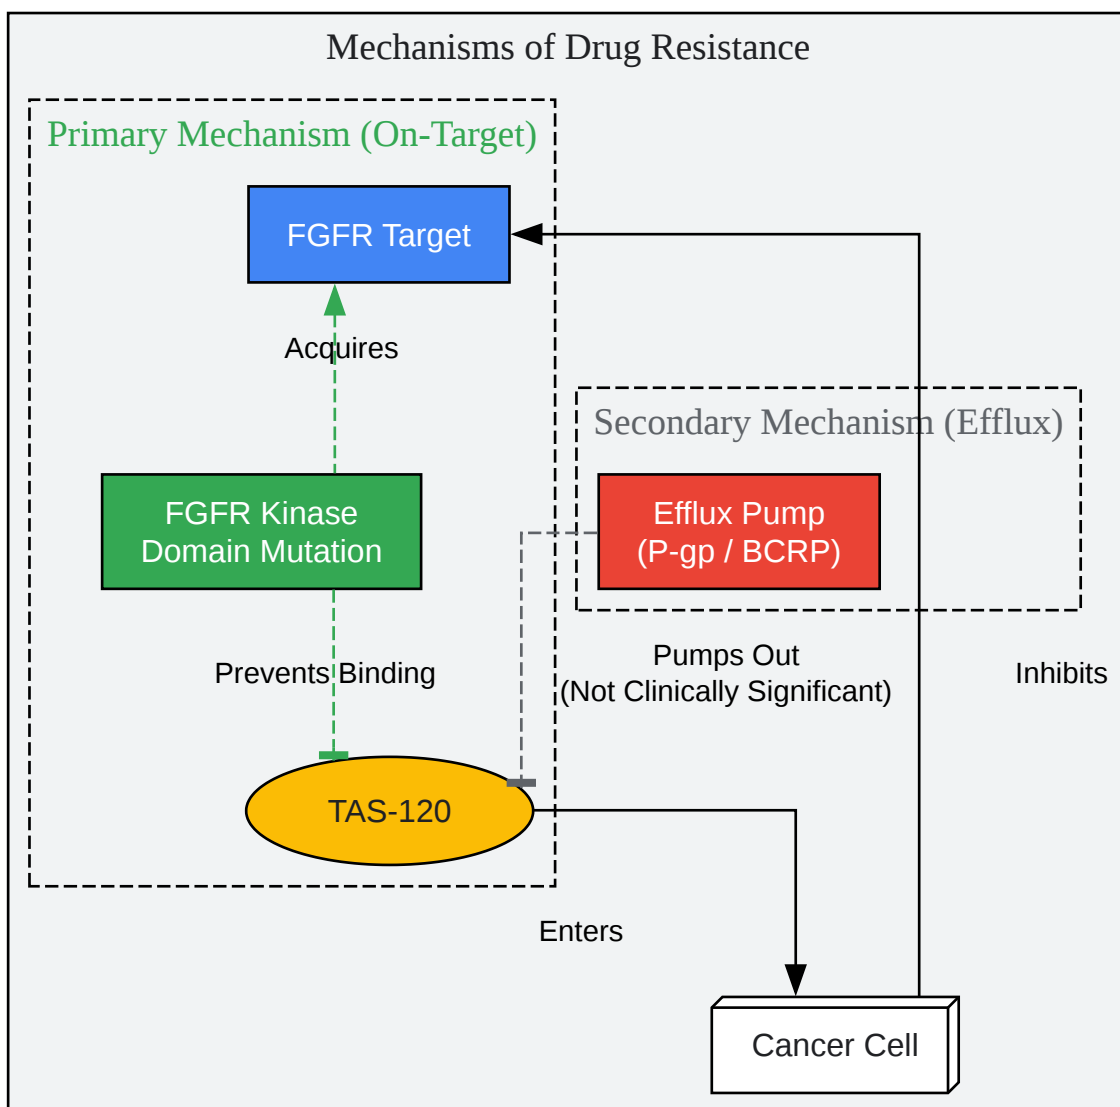 Mechanisms of Drug Resistance
Primary Mechanism (On-Target)
FGFR Target
Acquires
Secondary Mechanism (Efflux)
FGFR Kinase
Domain Mutation
Efflux Pump
(P-gp / BCRP)
Prevents Binding
Pumps Out
(Not Clinically Significant)
Inhibits
TAS-120
Enters
Cancer Cell